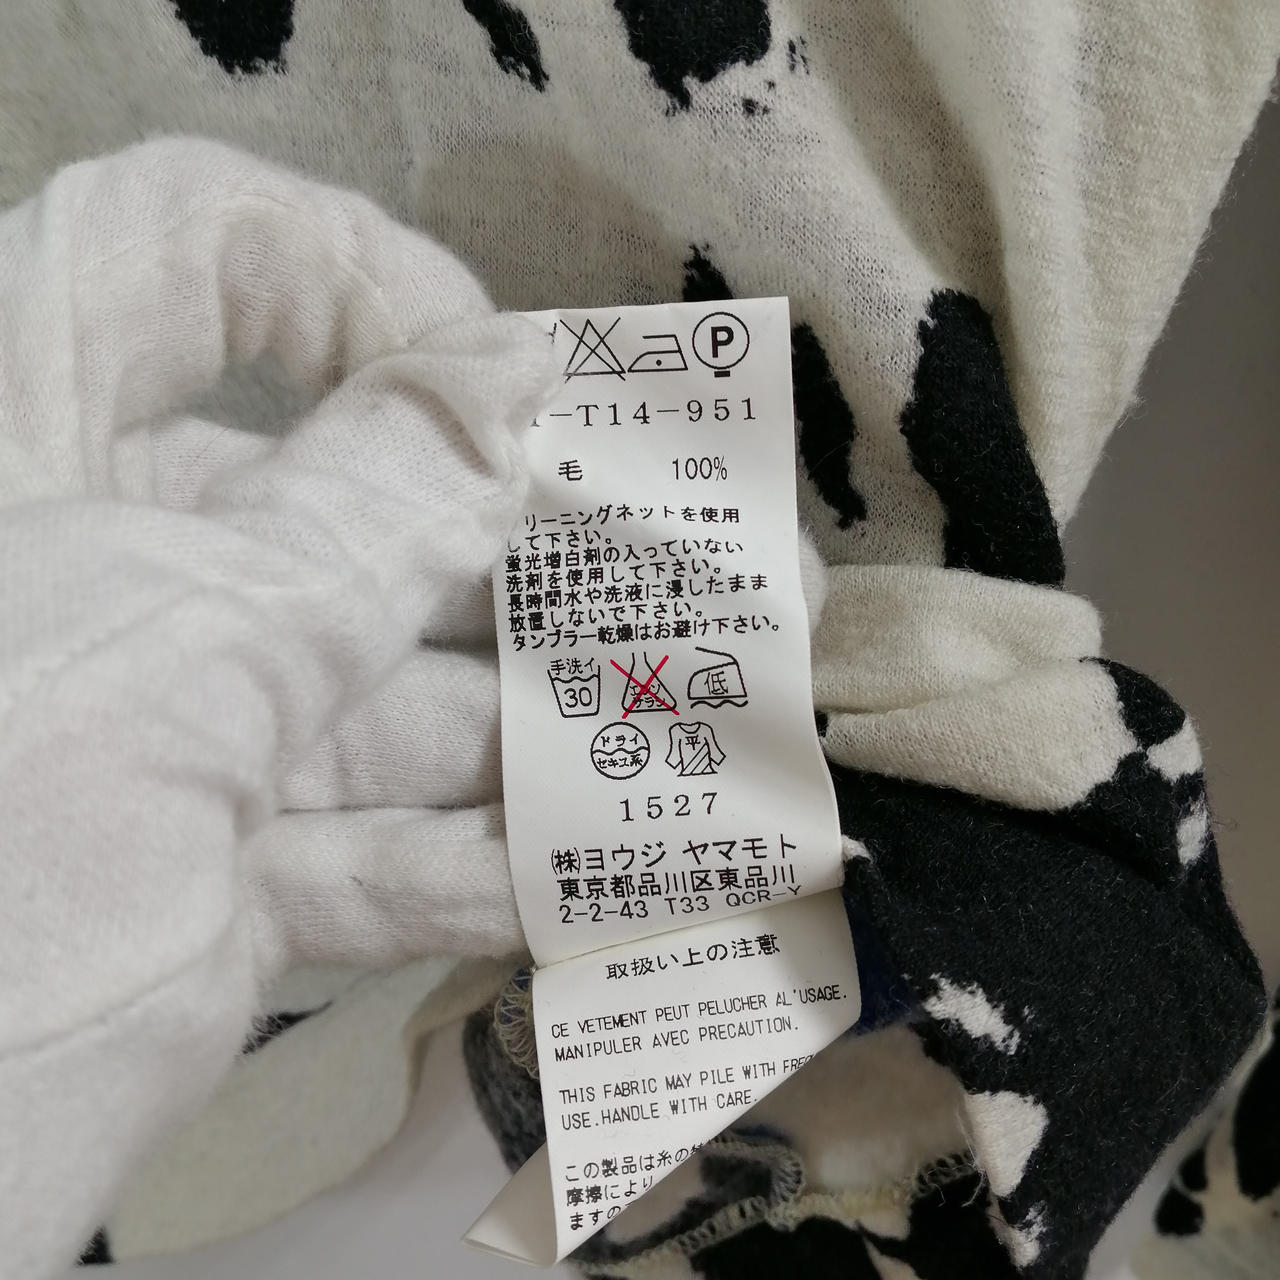 P
-T14-951
毛 100%
リーニングネットを使用
して下さい。
蛍光増白剤の入っていない
洗剤を使用して下さい。
長時間水や洗液に浸したまま
放置しないで下さい。
タンブラー乾燥はお避け下さい。
手洗イ
30
エンソ
サラシ
低
ドライ
セキユ系
平
1527
㈱ヨウジ ヤマモト
東京都品川区東品川
2-2-43 T33 QCR-Y
取扱い上の注意
CE VETEMENT PEUT PELUCHER AL'USAGE.
MANIPULER AVEC PRECAUTION.
THIS FABRIC MAY PILE WITH
USE.HANDLE WITH CARE.
この製品は糸の
摩擦により
ますの